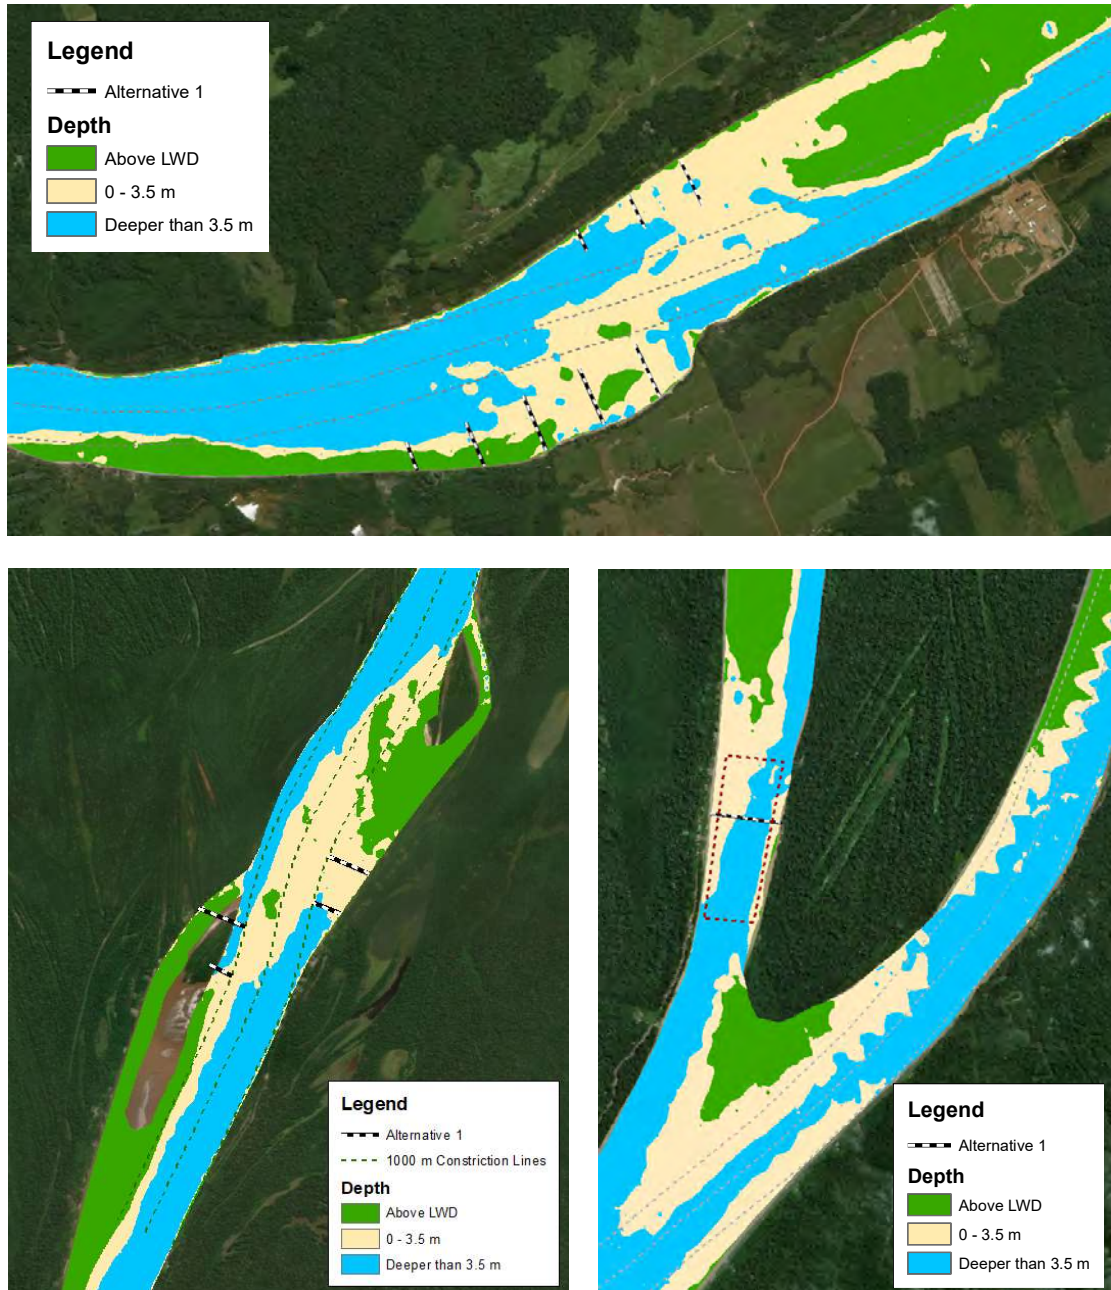 Legend
Alternative 1
Depth
Above LWD
0 - 3.5 m
Deeper than 3.5 m
Legend
Alternative 1
1000 m Constriction Lines
Depth
Above LWD
0 - 3.5 m
Deeper than 3.5 m
Legend
Alternative 1
Depth
Above LWD
0 - 3.5 m
Deeper than 3.5 m